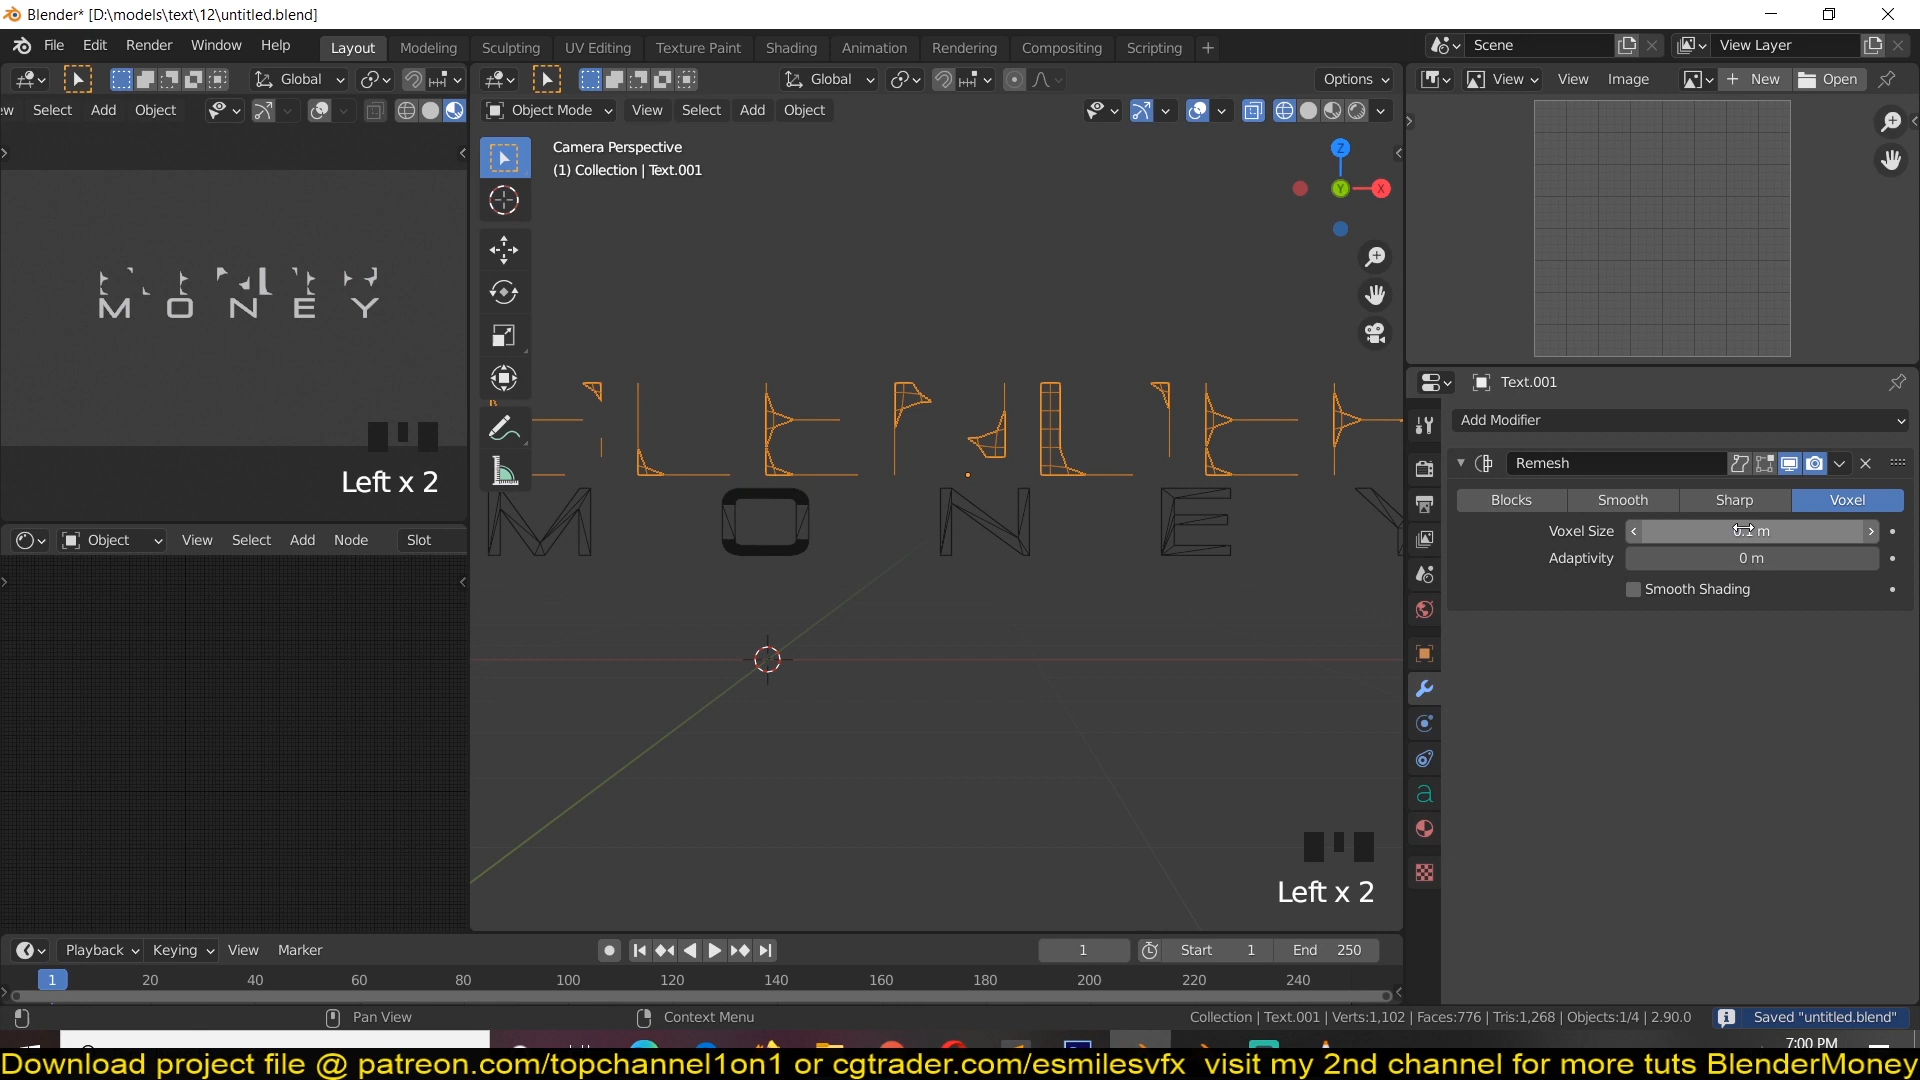 Blender* [D:\models\text\12\untitled.blend]
File Edit Render Window Help Layout Modeling Sculpting UV Editing Texture Paint Shading Animation Rendering Compositing Scripting + Scene View Layer
Global Global Options View View Image New Open
ew Select Add Object Object Mode View Select Add Object
Camera Perspective
(1) Collection | Text.001
Z
Y X
MONEY
Left x 2
M O N E Y
Text.001
Add Modifier
Remesh
Blocks Smooth Sharp Voxel
Voxel Size 0.1 m
Adaptivity 0 m
Smooth Shading
Object View Select Add Node Slot
Left x 2
Playback Keying View Marker 1 Start 1 End 250
1 20 40 60 80 100 120 140 160 180 200 220 240
Pan View Context Menu Collection | Text.001 | Verts:1,102 | Faces:776 | Tris:1,268 | Objects:1/4 | 2.90.0 Saved "untitled.blend"
7:00 PM
Download project file @ patreon.com/topchannel1on1 or cgtrader.com/esmilesvfx visit my 2nd channel for more tuts BlenderMoney